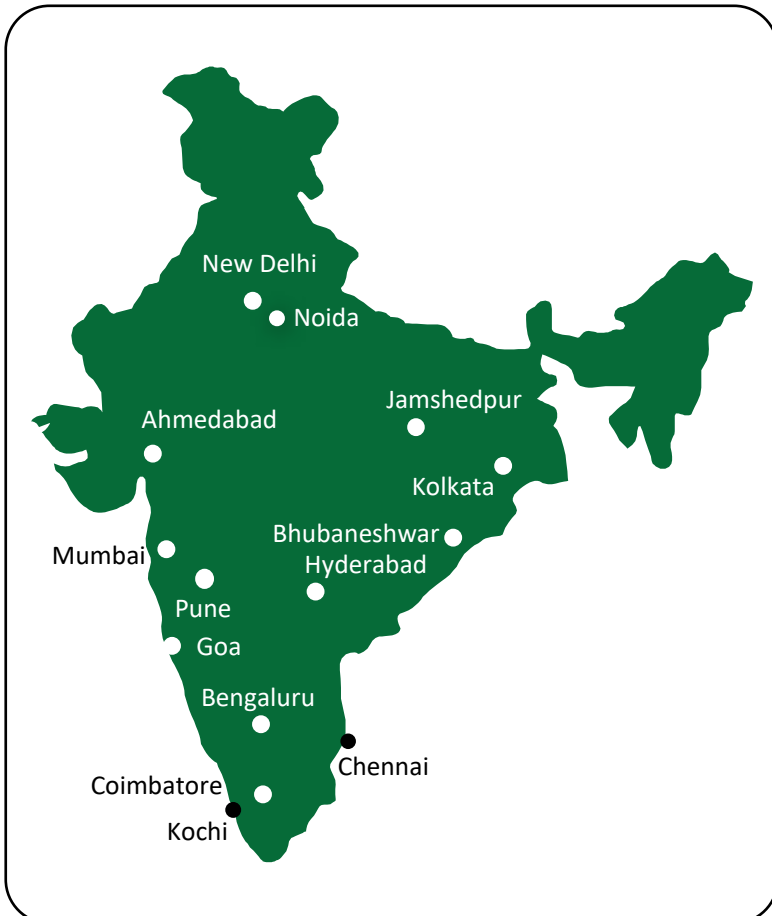 New Delhi
Noida
Jamshedpur
Ahmedabad
Kolkata
Bhubaneshwar
Mumbai
Hyderabad
Pune
Goa
Bengaluru
Chennai
Coimbatore
Kochi